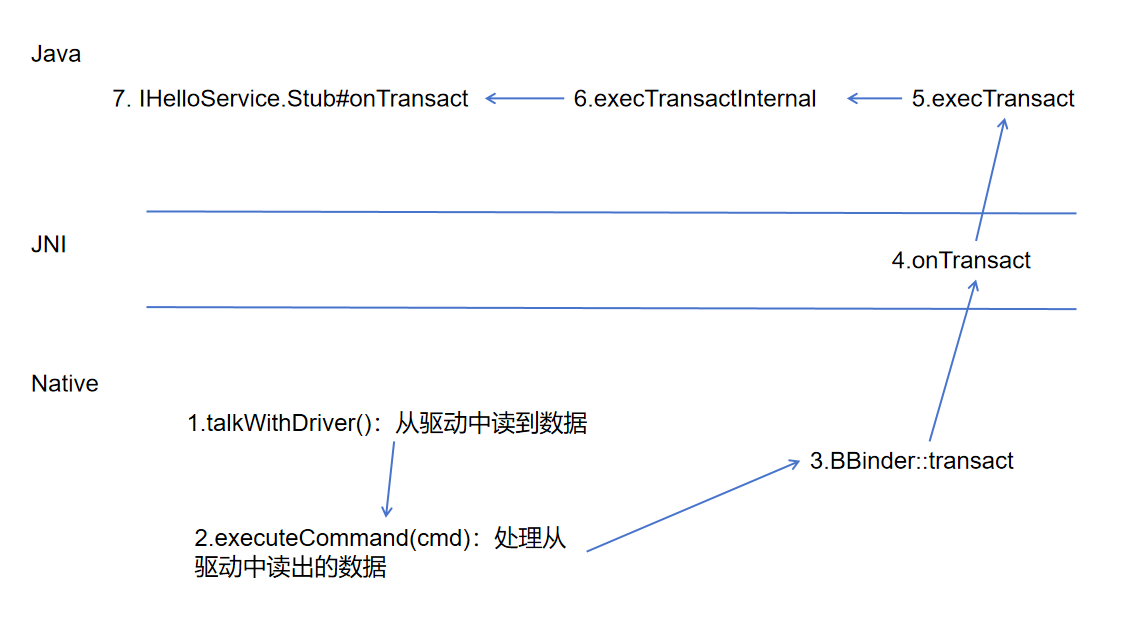 Java
7. IHelloService.Stub#onTransact
6.execTransactInternal
5.execTransact
JNI
4.onTransact
Native
1.talkWithDriver()：从驱动中读到数据
3.BBinder::transact
2.executeCommand(cmd)：处理从
驱动中读出的数据